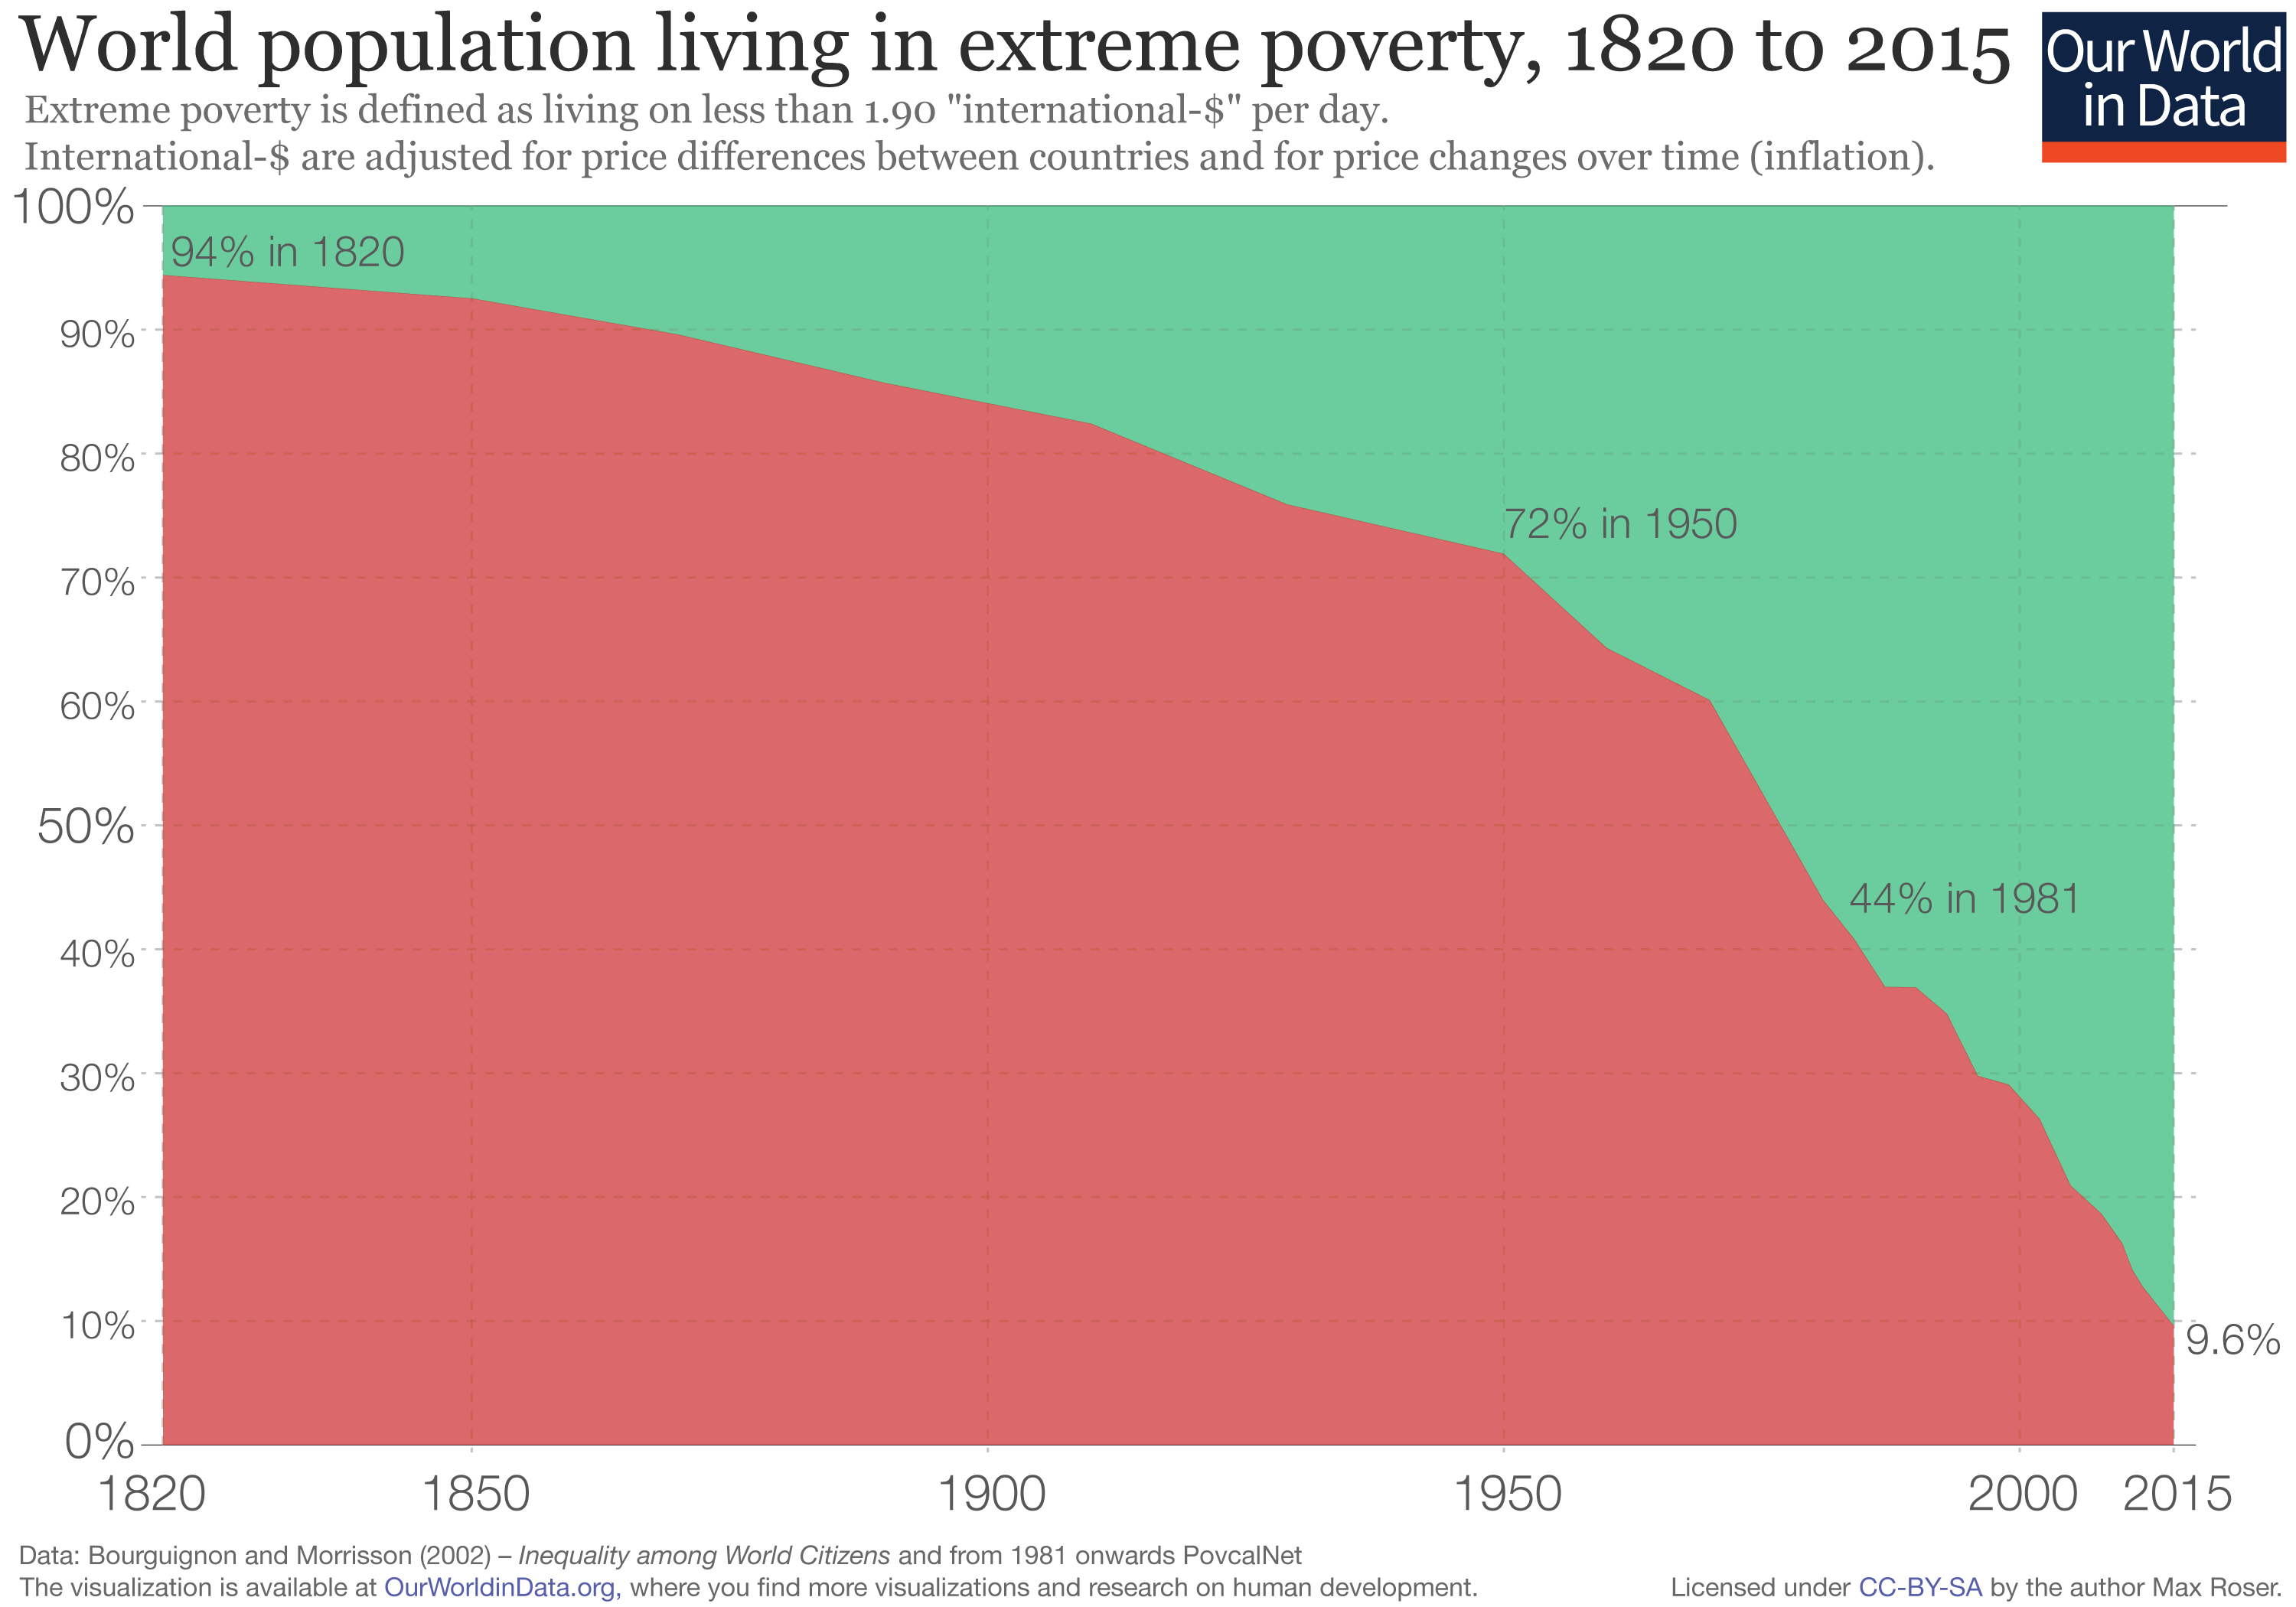 World population living in extreme poverty, 1820 to 2015
Our World
in Data
Extreme poverty is defined as living on less than 1.90 "international-$" per day.
International-$ are adjusted for price differences between countries and for price changes over time (inflation).
100%
94% in 1820
90%
80%
72% in 1950
70%
60%
50%
44% in 1981
40%
30%
20%
10%
9.6%
0%
1820 1850 1900 1950 2000 2015
Data: Bourguignon and Morrisson (2002) – Inequality among World Citizens and from 1981 onwards PovcalNet
The visualization is available at OurWorldinData.org, where you find more visualizations and research on human development.
Licensed under CC-BY-SA by the author Max Roser.